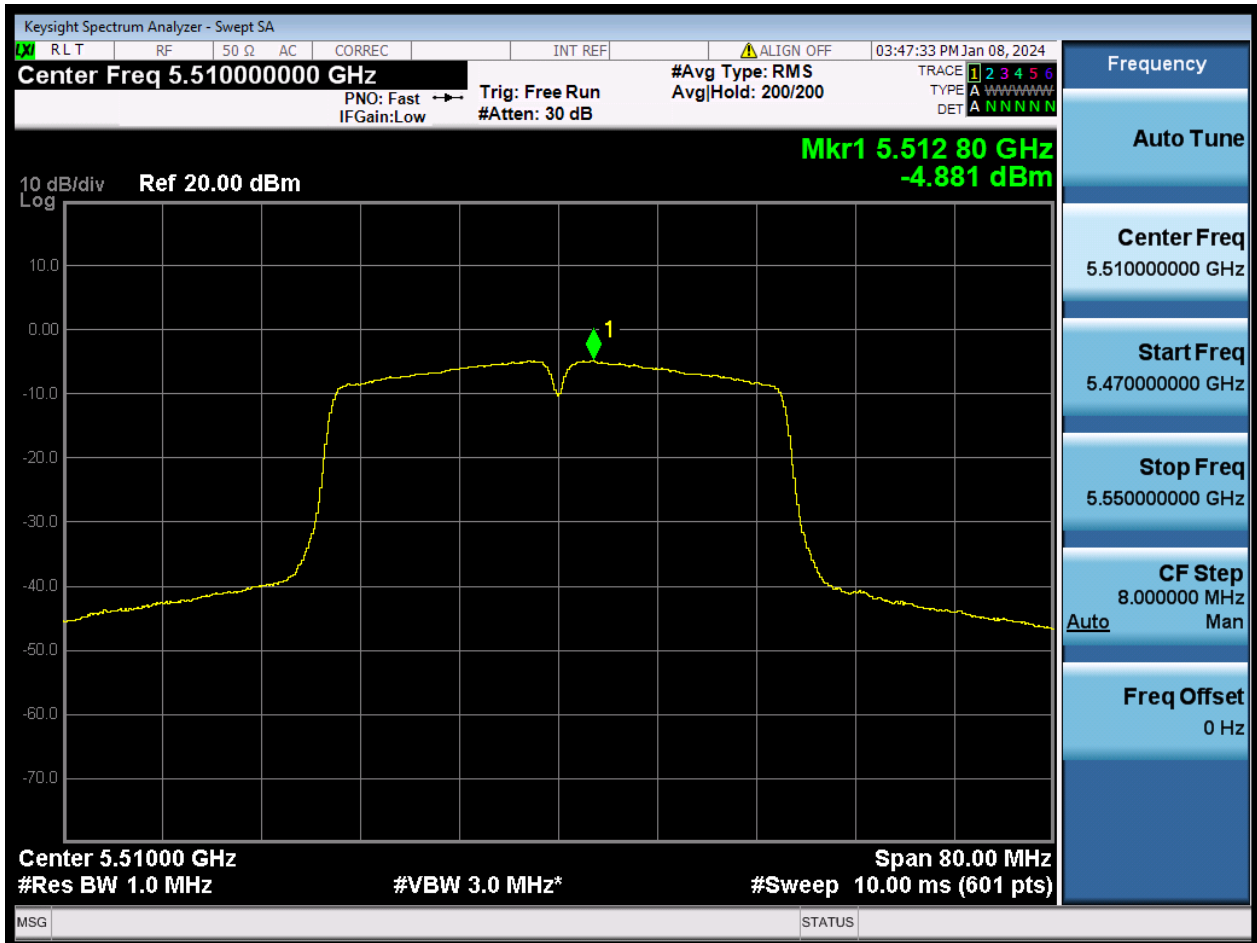 Keysight Spectrum Analyzer - Swept SA
LXI RLT RF 50 Ω AC CORREC INT REF ALIGN OFF 03:47:33 PM Jan 08, 2024
Center Freq 5.510000000 GHz
PNO: Fast
IFGain:Low
Trig: Free Run
#Atten: 30 dB
#Avg Type: RMS
Avg|Hold: 200/200
TRACE 1 2 3 4 5 6
TYPE A WWWWW
DET A N N N N N
Mkr1 5.512 80 GHz
-4.881 dBm
10 dB/div Ref 20.00 dBm
Log
10.0
0.00
1
-10.0
-20.0
-30.0
-40.0
-50.0
-60.0
-70.0
Center 5.51000 GHz Span 80.00 MHz
#Res BW 1.0 MHz #VBW 3.0 MHz* #Sweep 10.00 ms (601 pts)
MSG STATUS
Frequency
Auto Tune
Center Freq
5.510000000 GHz
Start Freq
5.470000000 GHz
Stop Freq
5.550000000 GHz
CF Step
8.000000 MHz
Auto Man
Freq Offset
0 Hz